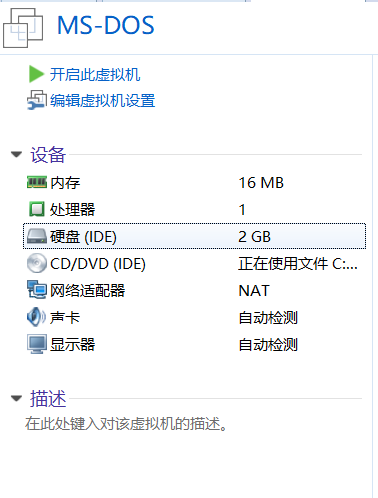 MS-DOS
开启此虚拟机
编辑虚拟机设置
设备
内存 16 MB
处理器 1
硬盘 (IDE) 2 GB
CD/DVD (IDE) 正在使用文件 C:...
网络适配器 NAT
声卡 自动检测
显示器 自动检测
描述
在此处键入对该虚拟机的描述。